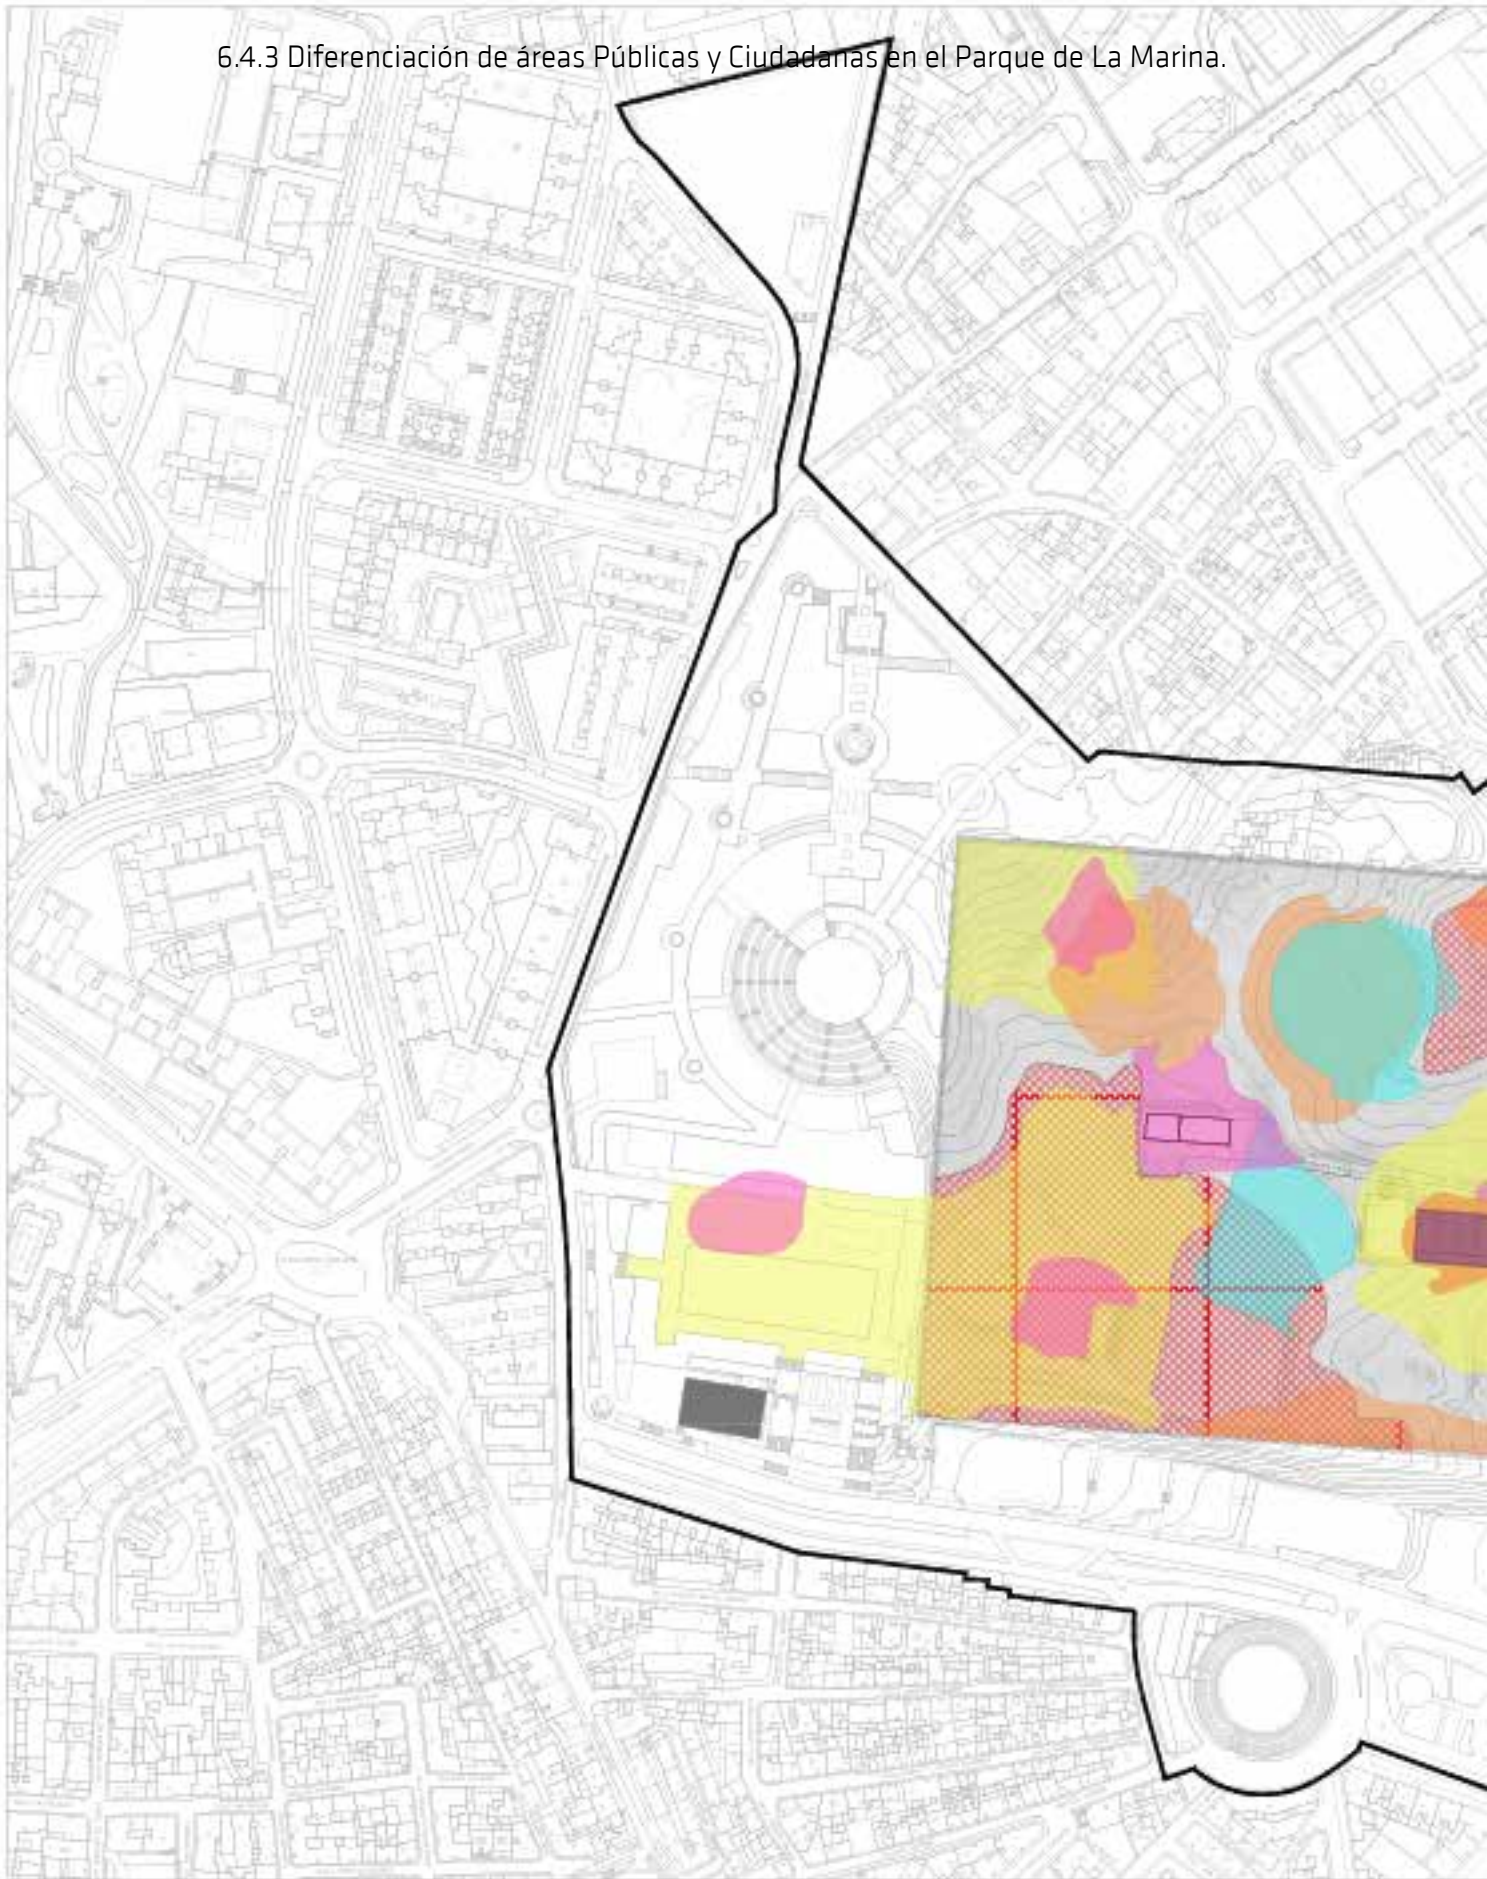 6.4.3 Diferenciación de áreas Públicas y Ciudadanas en el Parque de La Marina.